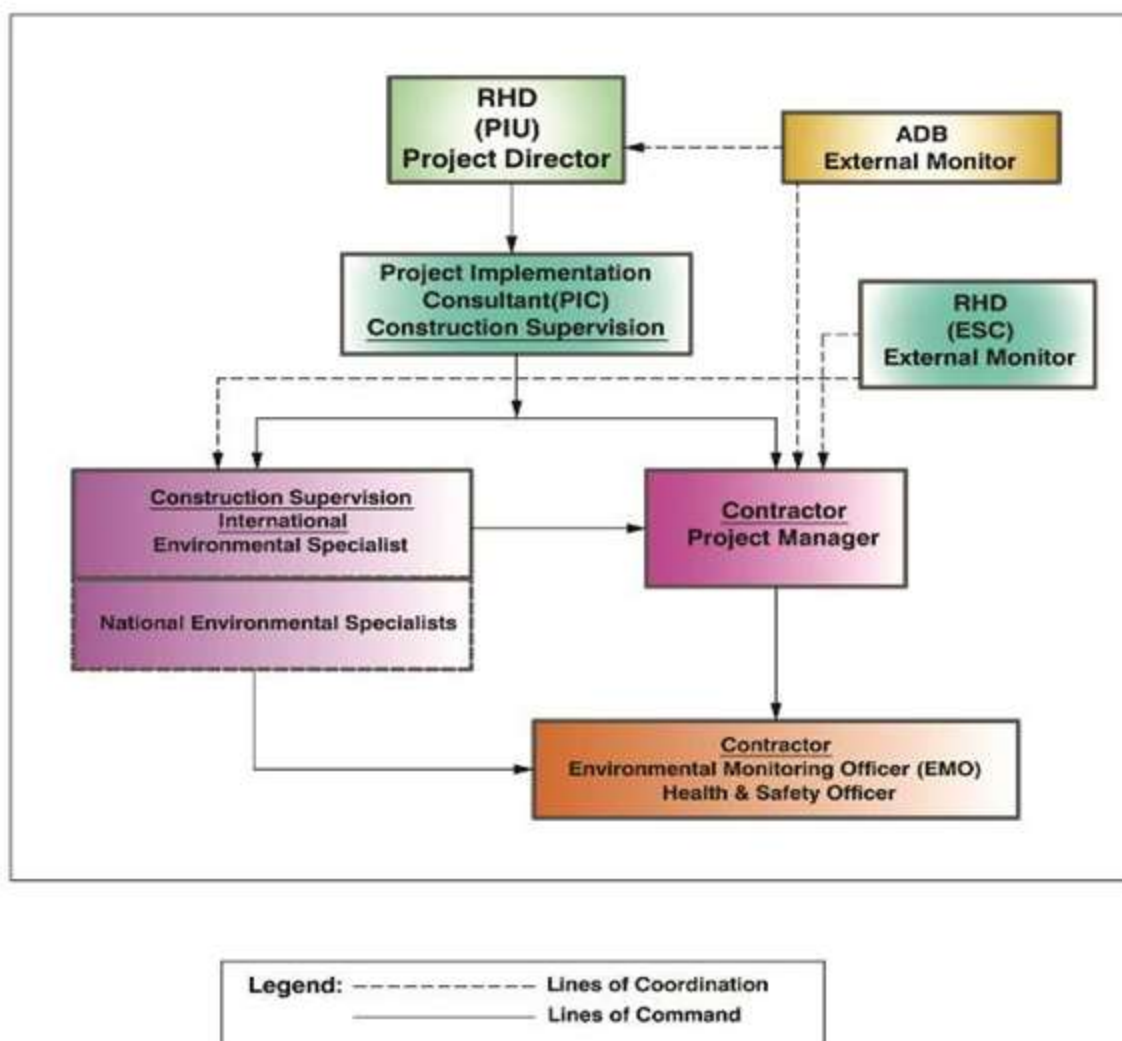 RHD
(PIU)
Project Director
ADB
External Monitor
Project Implementation
Consultant(PIC)
Construction Supervision
RHD
(ESC)
External Monitor
Construction Supervision
International
Environmental Specialist
National Environmental Specialists
Contractor
Project Manager
Contractor
Environmental Monitoring Officer (EMO)
Health & Safety Officer
Legend:
Lines of Coordination
Lines of Command